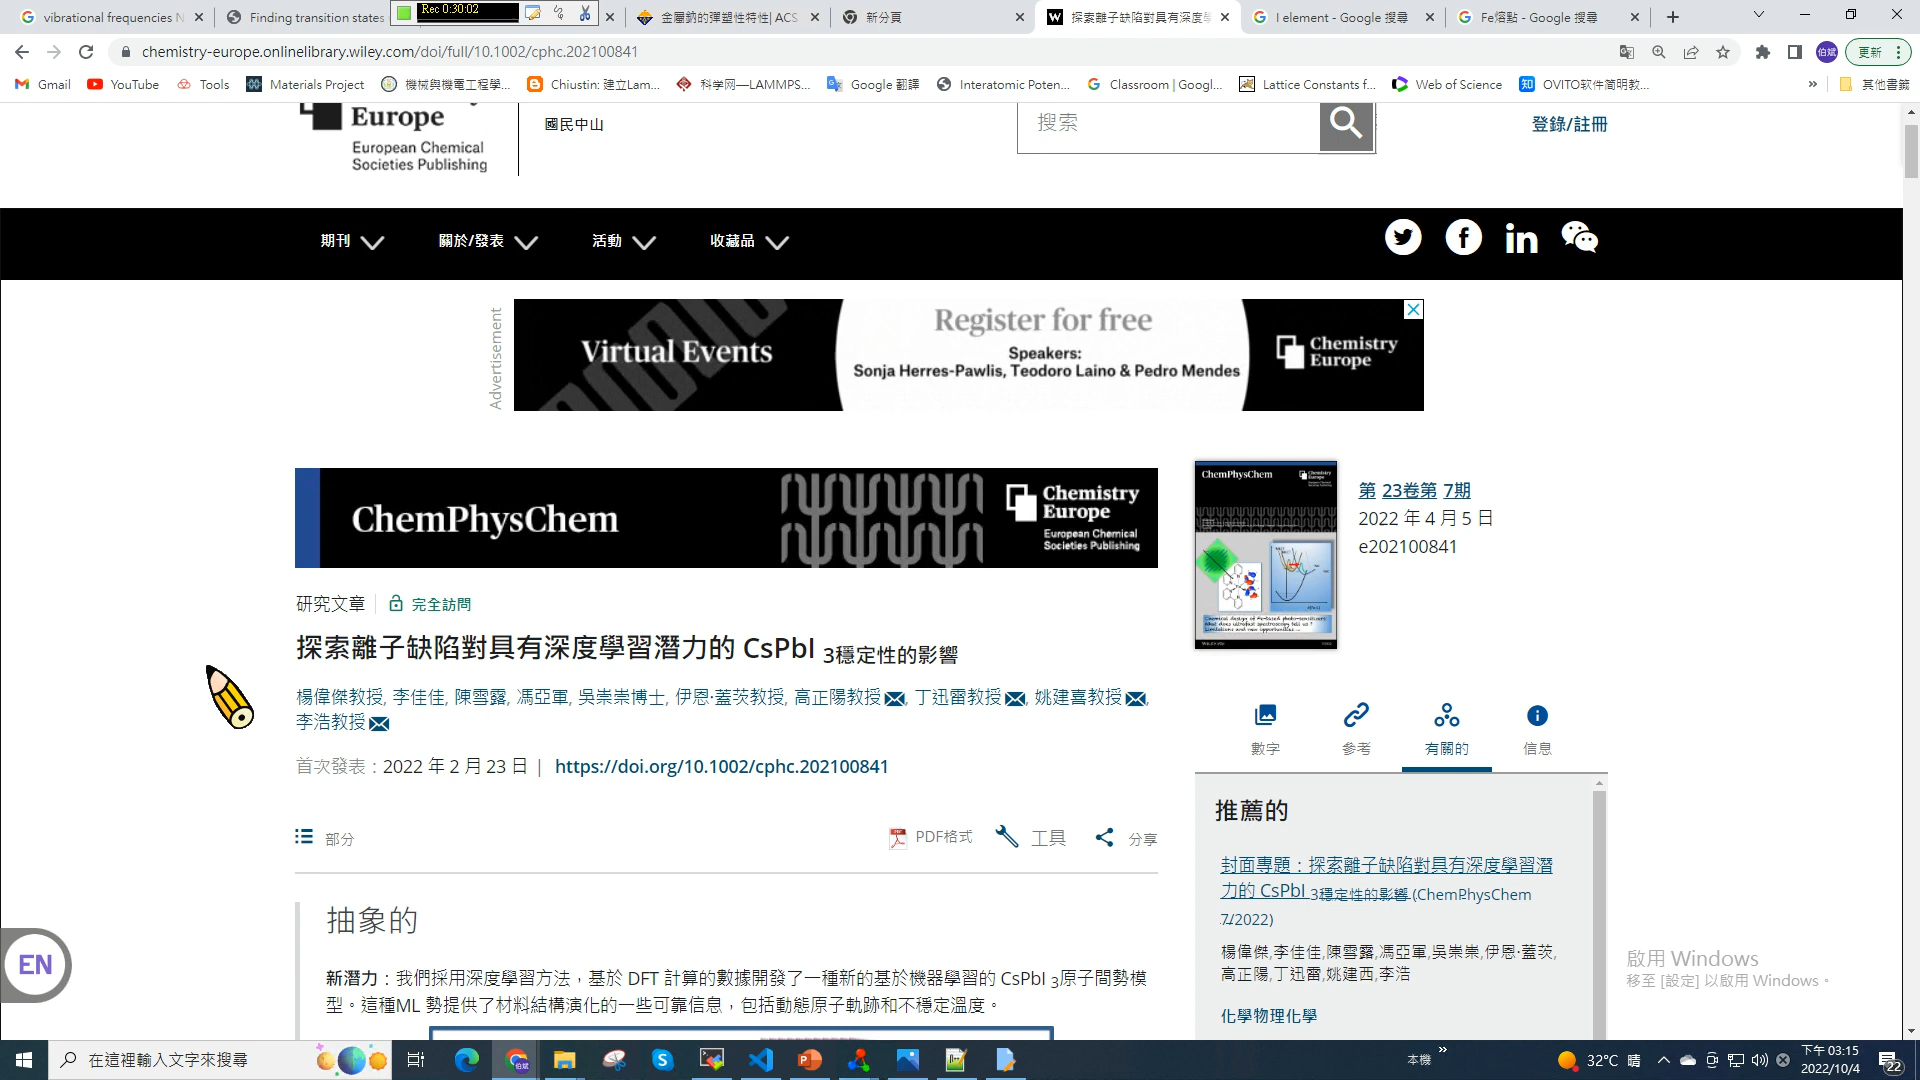 vibrational frequencies N
Finding transition states
Rec 0:30:02
金屬鈉的彈塑性特性| ACS
新分頁
探索離子缺陷對具有深度學
I element - Google 搜尋
Fe熔點 - Google 搜尋
chemistry-europe.onlinelibrary.wiley.com/doi/full/10.1002/cphc.202100841
伯斌
更新
Gmail
YouTube
Tools
Materials Project
機械與機電工程學...
Chiustin: 建立Lam...
科学网—LAMMPS...
Google 翻譯
Interatomic Poten...
Classroom | Googl...
Lattice Constants f...
Web of Science
OVITO软件简明教...
»
其他書籤
Europe
European Chemical
Societies Publishing
國民中山
搜索
登錄/註冊
期刊
關於/發表
活動
收藏品
Advertisement
Virtual Events
Register for free
Speakers:
Sonja Herres-Pawlis, Teodoro Laino & Pedro Mendes
Chemistry
Europe
ChemPhysChem
Chemistry
Europe
European Chemical
Societies Publishing
ChemPhysChem
第 23卷第 7期
2022 年 4 月 5 日
e202100841
研究文章
完全訪問
探索離子缺陷對具有深度學習潛力的 CsPbI 3穩定性的影響
楊偉傑教授, 李佳佳, 陳雪露, 馮亞軍, 吳崇崇博士, 伊恩·蓋茨教授, 高正陽教授, 丁迅雷教授, 姚建喜教授,
李浩教授
首次發表：2022 年 2 月 23 日 | https://doi.org/10.1002/cphc.202100841
數字
參考
有關的
信息
部分
PDF格式
工具
分享
推薦的
封面專題：探索離子缺陷對具有深度學習潛
力的 CsPbI 3穩定性的影響 (ChemPhysChem
7/2022)
楊偉傑,李佳佳,陳雪露,馮亞軍,吳崇崇,伊恩·蓋茨,
高正陽,丁迅雷,姚建西,李浩
化學物理化學
抽象的
新潛力：我們採用深度學習方法，基於 DFT 計算的數據開發了一種新的基於機器學習的 CsPbI 3原子間勢模
型。這種ML 勢提供了材料結構演化的一些可靠信息，包括動態原子軌跡和不穩定溫度。
EN
啟用 Windows
移至 [設定] 以啟用 Windows。
在這裡輸入文字來搜尋
本機
»
32°C 晴
下午 03:15
2022/10/4
22